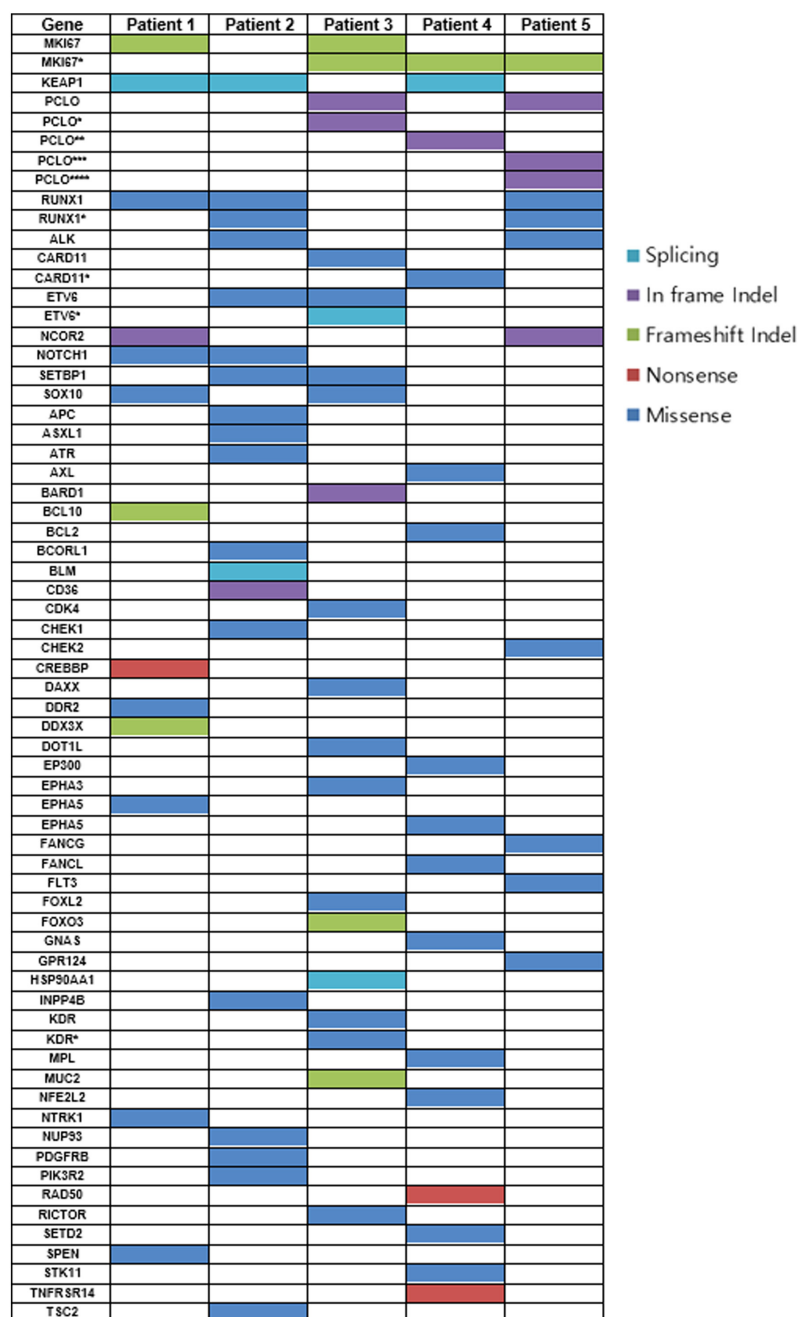 Gene Patient 1 Patient 2 Patient 3 Patient 4 Patient 5
MKI67
MKI67*
KEAP1
PCLO
PCLO*
PCLO**
PCLO***
PCLO****
RUNX1
RUNX1*
ALK
CARD11
CARD11*
ETV6
ETV6*
NCOR2
NOTCH1
SETBP1
SOX10
APC
ASXL1
ATR
AXL
BARD1
BCL10
BCL2
BCORL1
BLM
CD36
CDK4
CHEK1
CHEK2
CREBBP
DAXX
DDR2
DDX3X
DOT1L
EP300
EPHA3
EPHA5
EPHA5
FANCG
FANCL
FLT3
FOXL2
FOXO3
GNAS
GPR124
HSP90AA1
INPP4B
KDR
KDR*
MPL
MUC2
NFE2L2
NTRK1
NUP93
PDGFRB
PIK3R2
RAD50
RICTOR
SETD2
SPEN
STK11
TNFRSR14
TSC2
Splicing
In frame Indel
Frameshift Indel
Nonsense
Missense